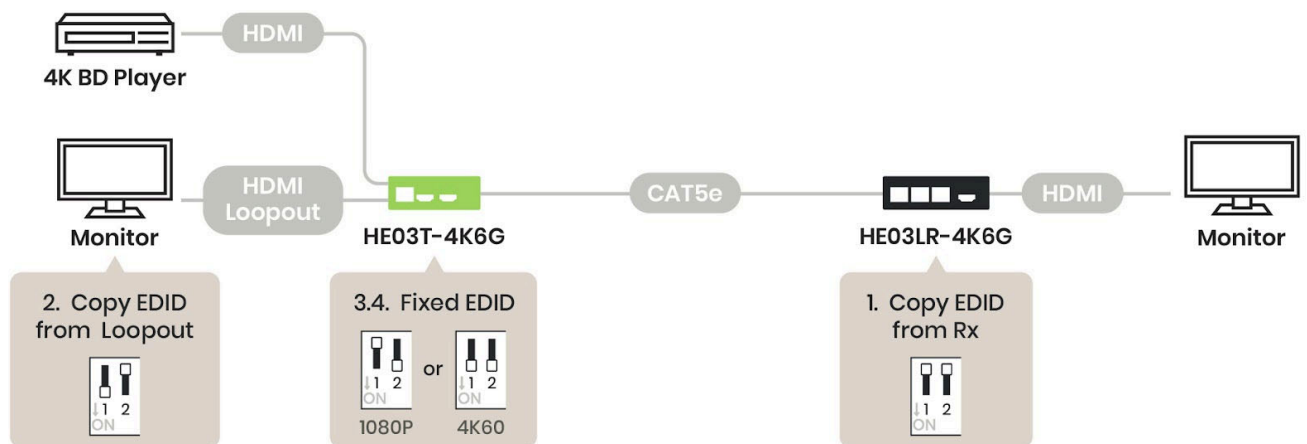 HDMI
4K BD Player
HDMI
Loopout
CAT5e
HDMI
Monitor
HE03T-4K6G
HE03LR-4K6G
Monitor
2. Copy EDID
from Loopout
↓1 2
ON
3.4. Fixed EDID
↓1 2
ON
1080P
or
↓1 2
ON
4K60
1. Copy EDID
from Rx
↓1 2
ON